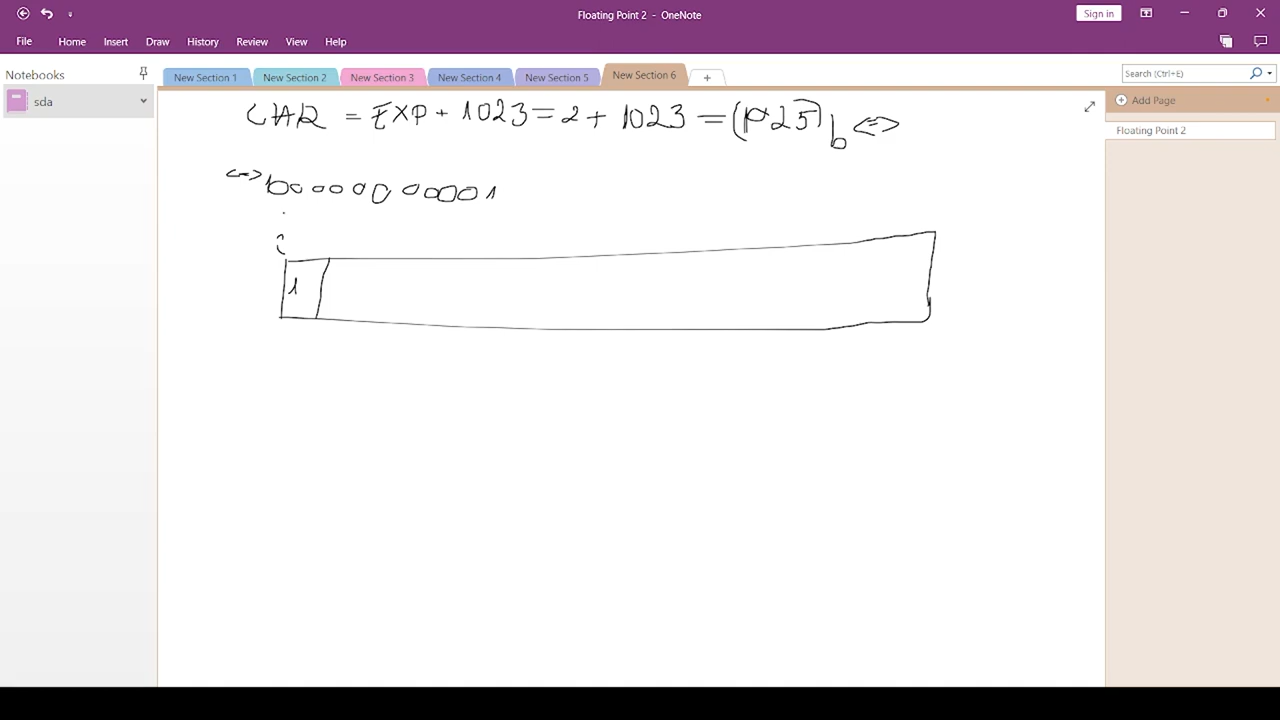 Floating Point 2 - OneNote
Sign in
File Home Insert Draw History Review View Help
Notebooks
New Section 1 New Section 2 New Section 3 New Section 4 New Section 5 New Section 6 +
Search (Ctrl+E)
sda
Add Page
Floating Point 2
CAR = EXP + 1023 = 2 + 1023 = (1025)b <=>
<=> 10000000001
1